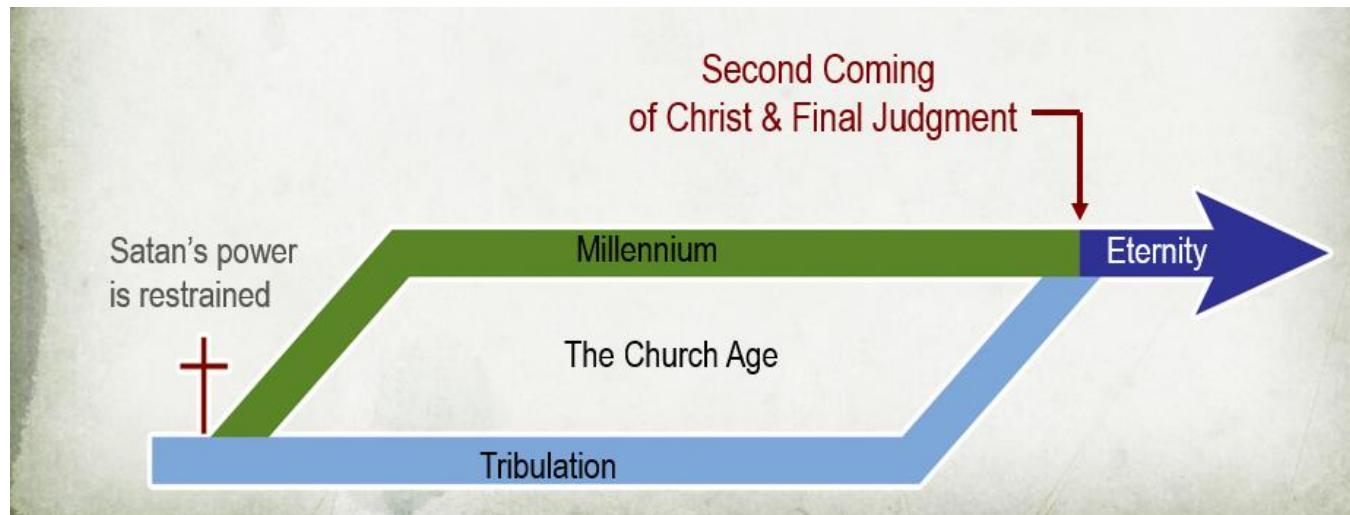 Second Coming
of Christ & Final Judgment
Satan’s power
is restrained
Millennium
Eternity
The Church Age
Tribulation